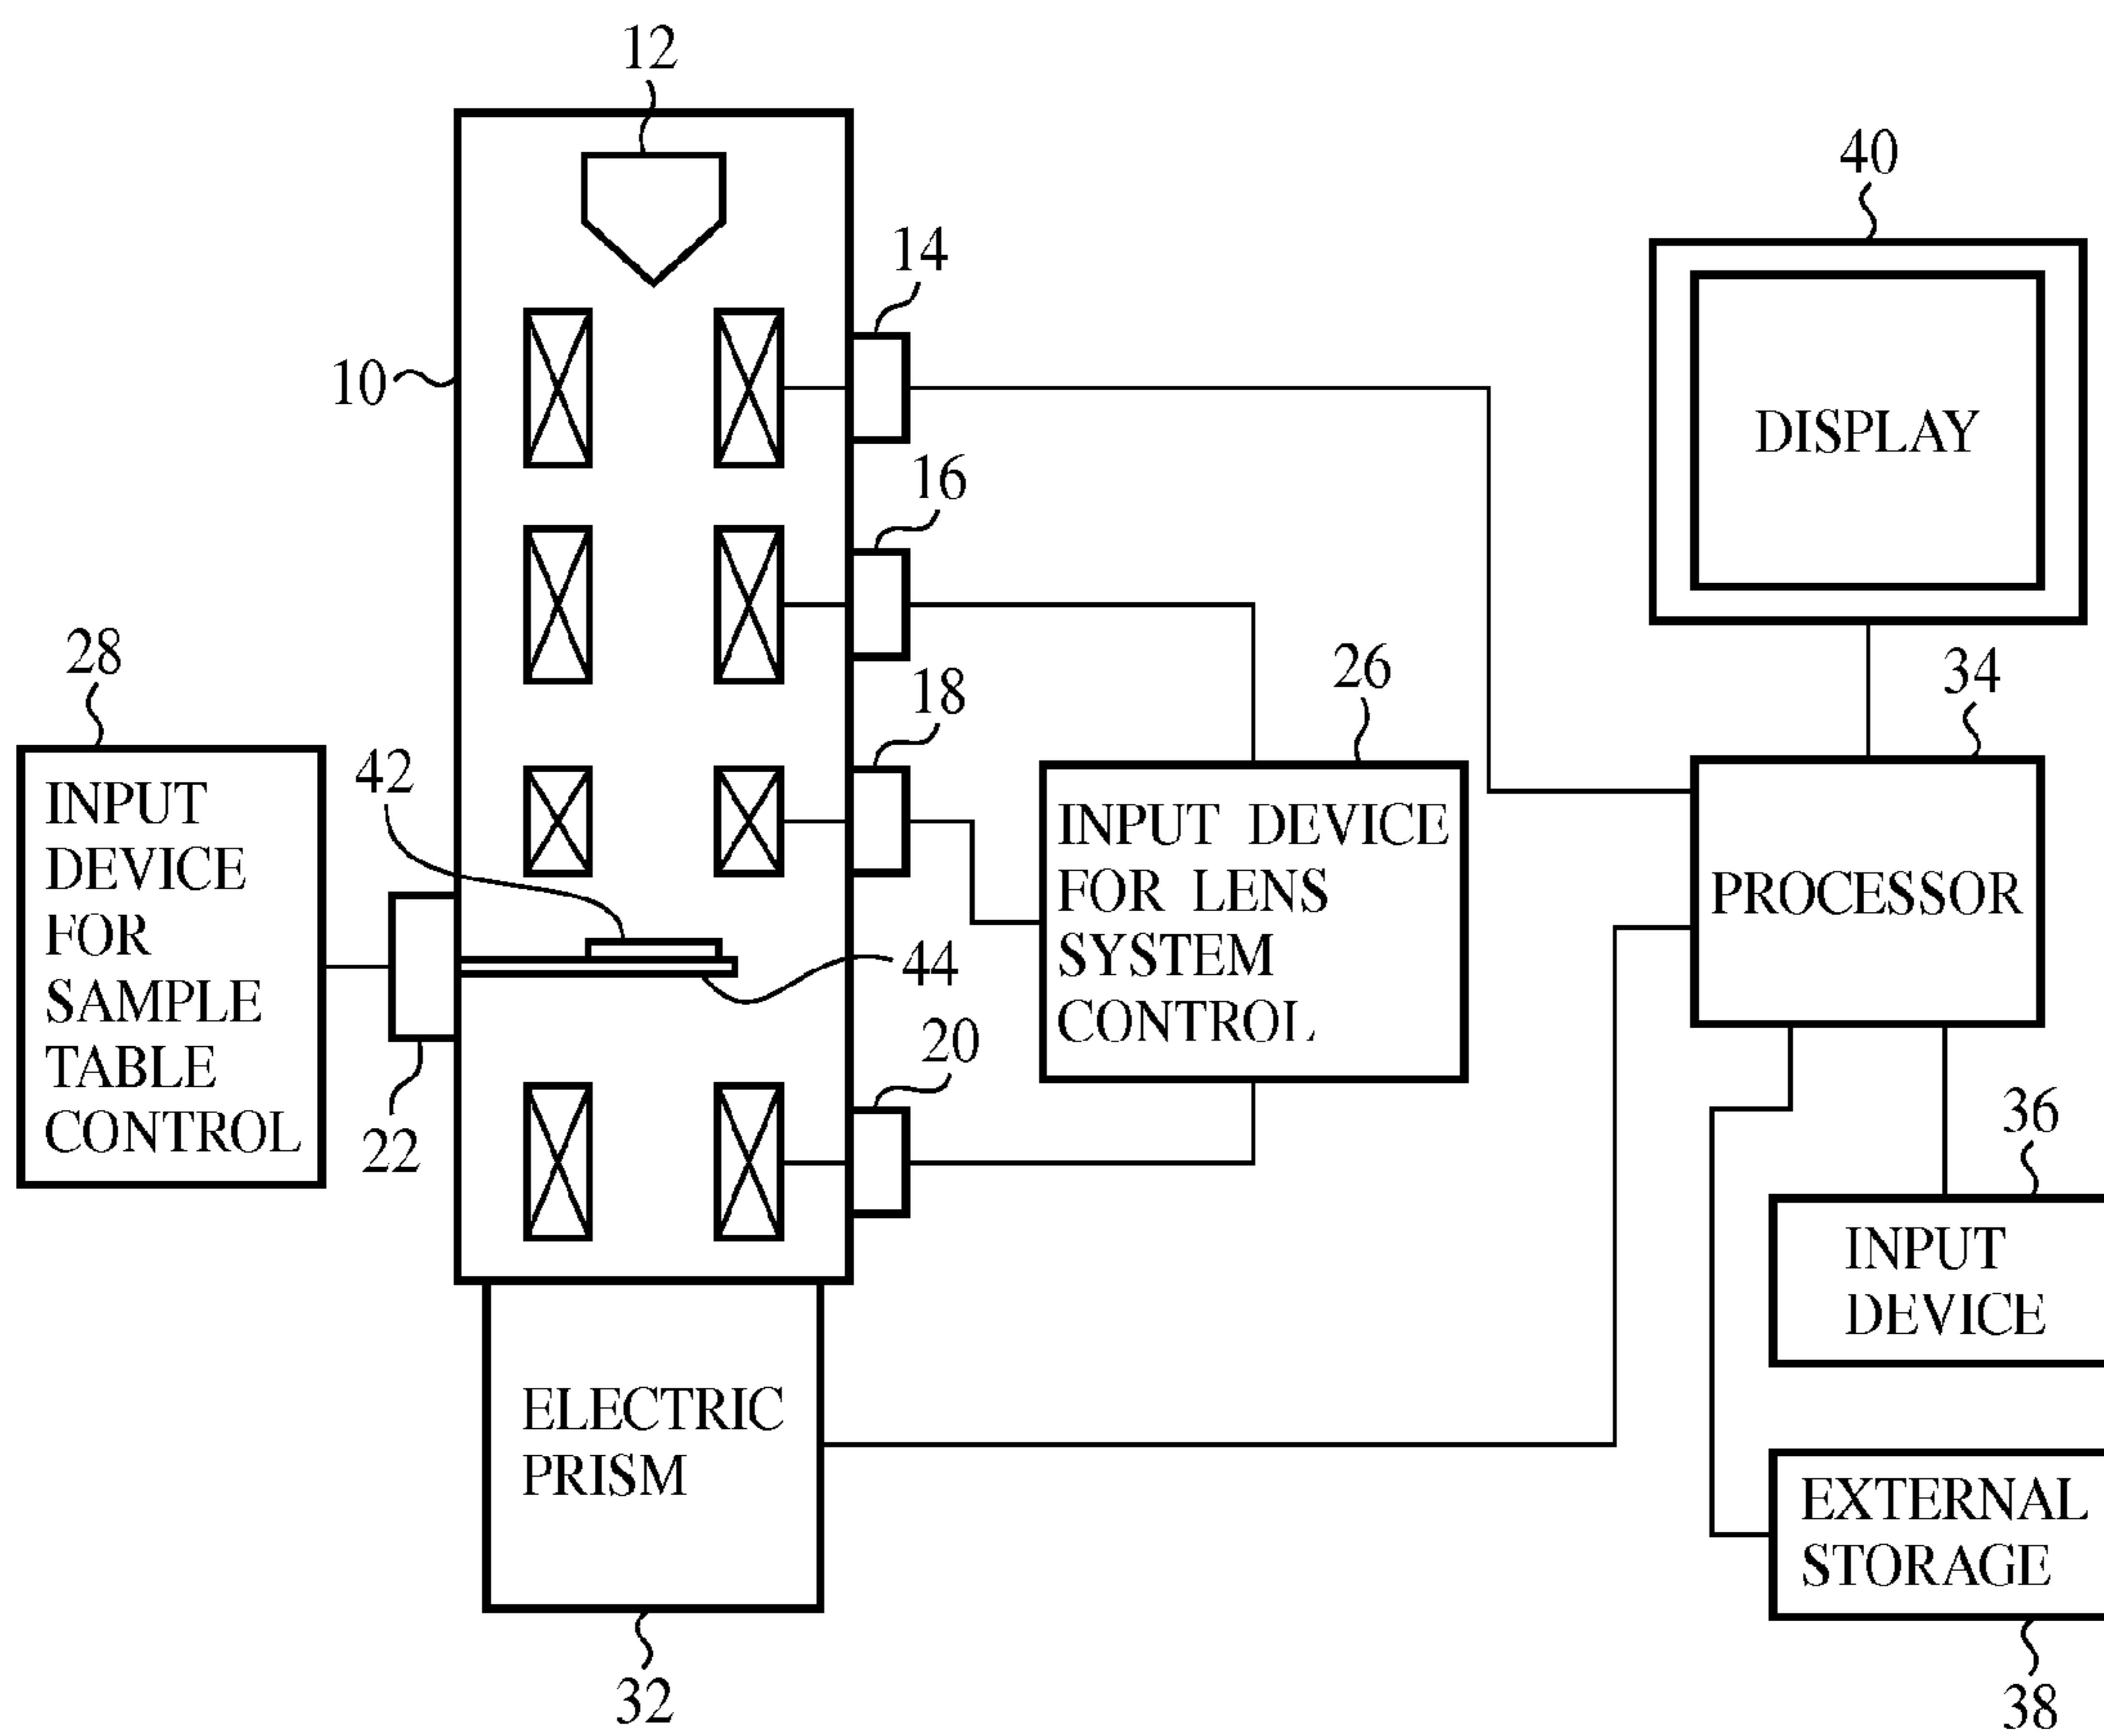 12
40
14
DISPLAY
10
16
28
26
34
18
42
INPUT
DEVICE
FOR
SAMPLE
TABLE
CONTROL
INPUT DEVICE
FOR LENS
SYSTEM
CONTROL
PROCESSOR
44
20
22
36
INPUT
DEVICE
ELECTRIC
PRISM
EXTERNAL
STORAGE
32
38